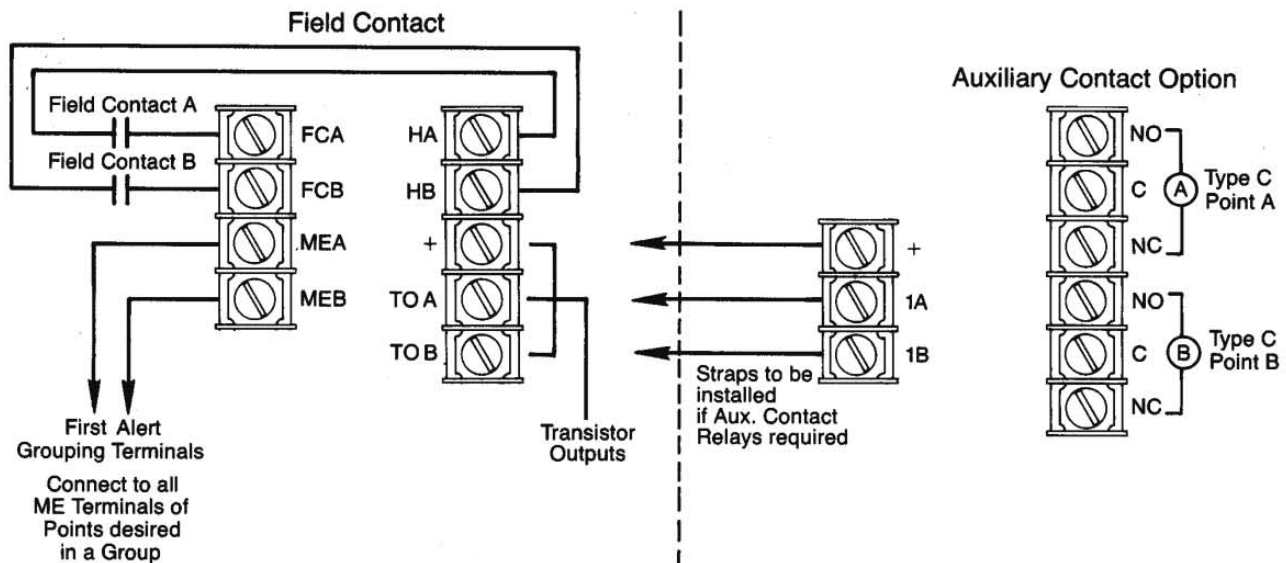 Field Contact
Field Contact A
Field Contact B
FCA
FCB
MEA
MEB
HA
HB
+
TO A
TO B
First Alert
Grouping Terminals
Connect to all
ME Terminals of
Points desired
in a Group
Transistor
Outputs
+
1A
1B
Straps to be
installed
if Aux. Contact
Relays required
Auxiliary Contact Option
NO
C
NC
A
Type C
Point A
NO
C
NC
B
Type C
Point B